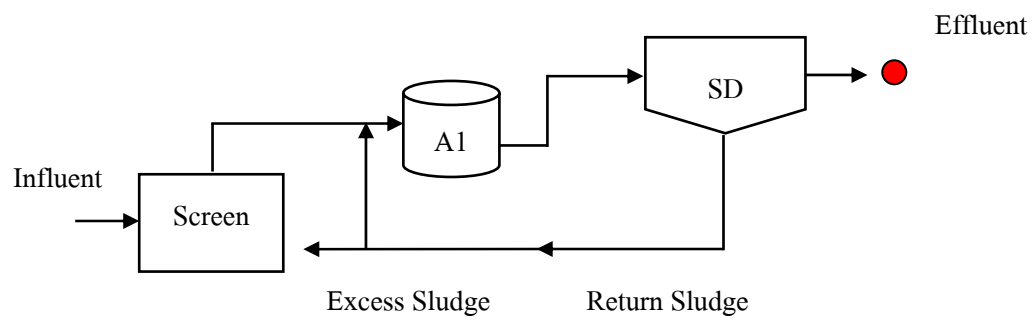 Effluent
SD
A1
Influent
Screen
Excess Sludge
Return Sludge